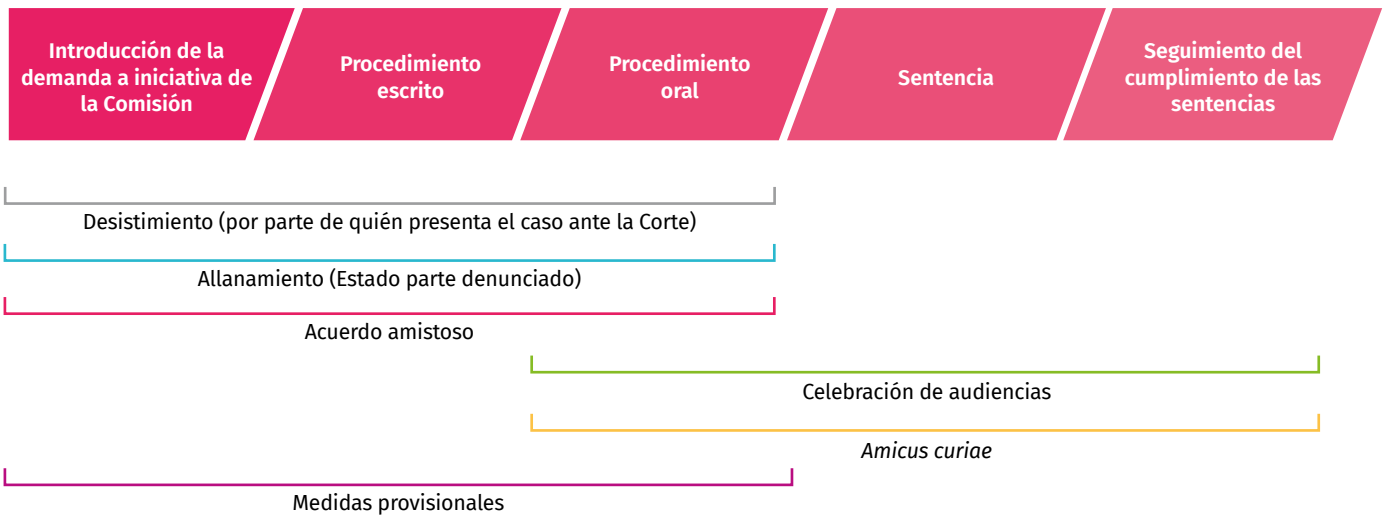 Introducción de la
demanda a iniciativa de
la Comisión
Procedimiento
escrito
Procedimiento
oral
Sentencia
Seguimiento del
cumplimiento de las
sentencias
Desistimiento (por parte de quién presenta el caso ante la Corte)
Allanamiento (Estado parte denunciado)
Acuerdo amistoso
Celebración de audiencias
Amicus curiae
Medidas provisionales